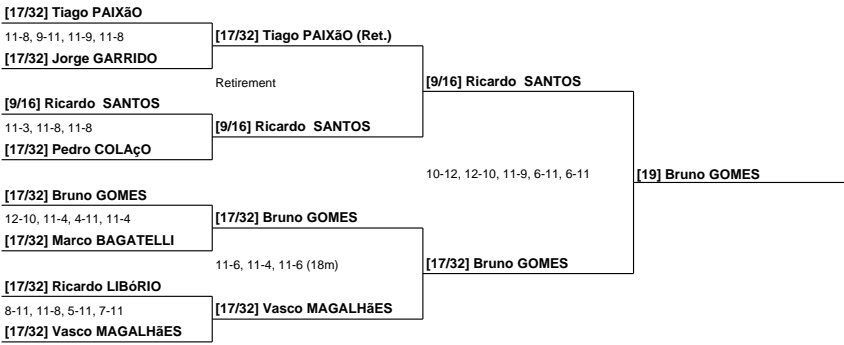 [17/32] Tiago PAIXãO
11-8, 9-11, 11-9, 11-8
[17/32] Jorge GARRIDO
[17/32] Tiago PAIXãO (Ret.)
Retirement
[9/16] Ricardo  SANTOS
11-3, 11-8, 11-8
[17/32] Pedro COLAçO
[9/16] Ricardo  SANTOS
[9/16] Ricardo  SANTOS
10-12, 12-10, 11-9, 6-11, 6-11
[19] Bruno GOMES
[17/32] Bruno GOMES
12-10, 11-4, 4-11, 11-4
[17/32] Marco BAGATELLI
[17/32] Bruno GOMES
11-6, 11-4, 11-6 (18m)
[17/32] Bruno GOMES
[17/32] Ricardo LIBóRIO
8-11, 11-8, 5-11, 7-11
[17/32] Vasco MAGALHãES
[17/32] Vasco MAGALHãES